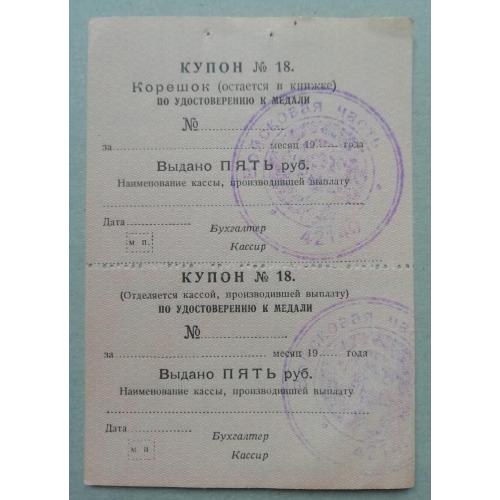 КУПОН № 18.
Корешок (остается в книжке)
ПО УДОСТОВЕРЕНИЮ К МЕДАЛИ
№
за месяц 19 года
Выдано ПЯТЬ руб.
Наименование кассы, производившей выплату
Дата
Бухгалтер
м п.
Кассир
Войсковая часть
КУПОН № 18.
(Отделяется кассой, производившей выплату)
ПО УДОСТОВЕРЕНИЮ К МЕДАЛИ
№
за месяц 19 года
Выдано ПЯТЬ руб.
Наименование кассы, производившей выплату
Дата
Бухгалтер
м п
Кассир